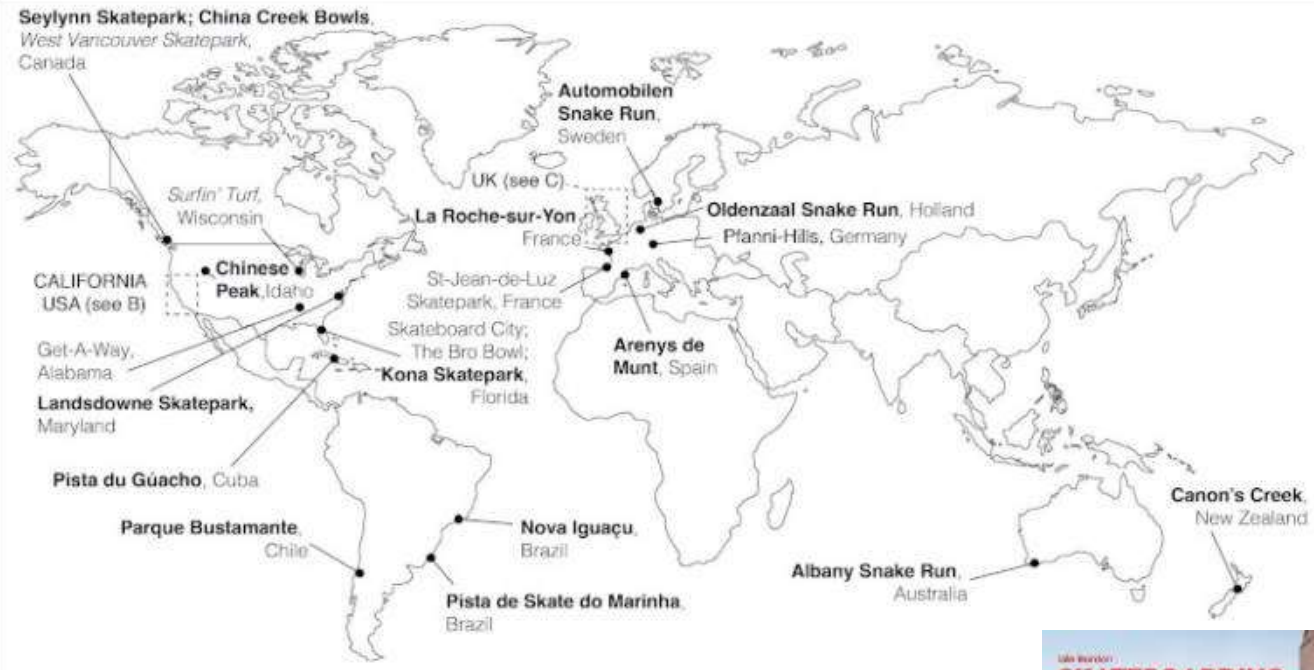 Seylynn Skatepark; China Creek Bowls,
West Vancouver Skatepark,
Canada
Automobilen
Snake Run,
Sweden
UK (see C)
Surfin' Turf,
Wisconsin
La Roche-sur-Yon
France
Oldenzaal Snake Run, Holland
Pfanni-Hills, Germany
CALIFORNIA
USA (see B)
Chinese
Peak,Idaho
St-Jean-de-Luz
Skatepark, France
Get-A-Way,
Alabama
Skateboard City;
The Bro Bowl;
Kona Skatepark,
Florida
Arenys de
Munt, Spain
Landsdowne Skatepark,
Maryland
Pista du Gúacho, Cuba
Parque Bustamante,
Chile
Nova Iguaçu,
Brazil
Pista de Skate do Marinha,
Brazil
Albany Snake Run,
Australia
Canon's Creek,
New Zealand